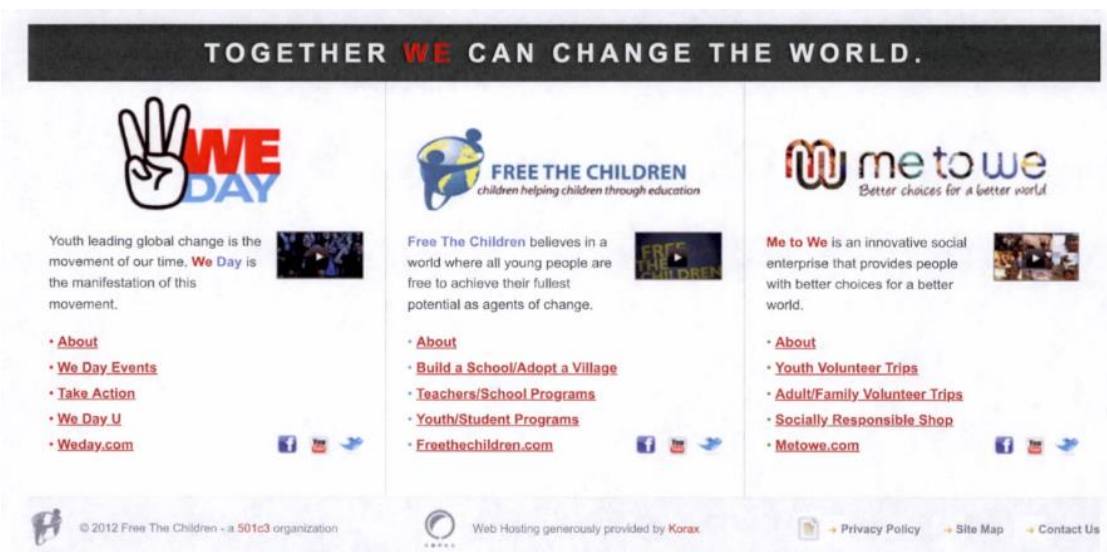 TOGETHER WE CAN CHANGE THE WORLD.
WE
DAY
Youth leading global change is the
movement of our time. We Day is
the manifestation of this
movement.
• About
• We Day Events
• Take Action
• We Day U
• Weday.com
FREE THE CHILDREN
children helping children through education
Free The Children believes in a
world where all young people are
free to achieve their fullest
potential as agents of change.
FREE
THE
CHILDREN
• About
• Build a School/Adopt a Village
• Teachers/School Programs
• Youth/Student Programs
• Freethechildren.com
me to we
Better choices for a better world
Me to We is an innovative social
enterprise that provides people
with better choices for a better
world.
• About
• Youth Volunteer Trips
• Adult/Family Volunteer Trips
• Socially Responsible Shop
• Metowe.com
© 2012 Free The Children - a 501c3 organization
Web Hosting generously provided by Korax
Privacy Policy
Site Map
Contact Us